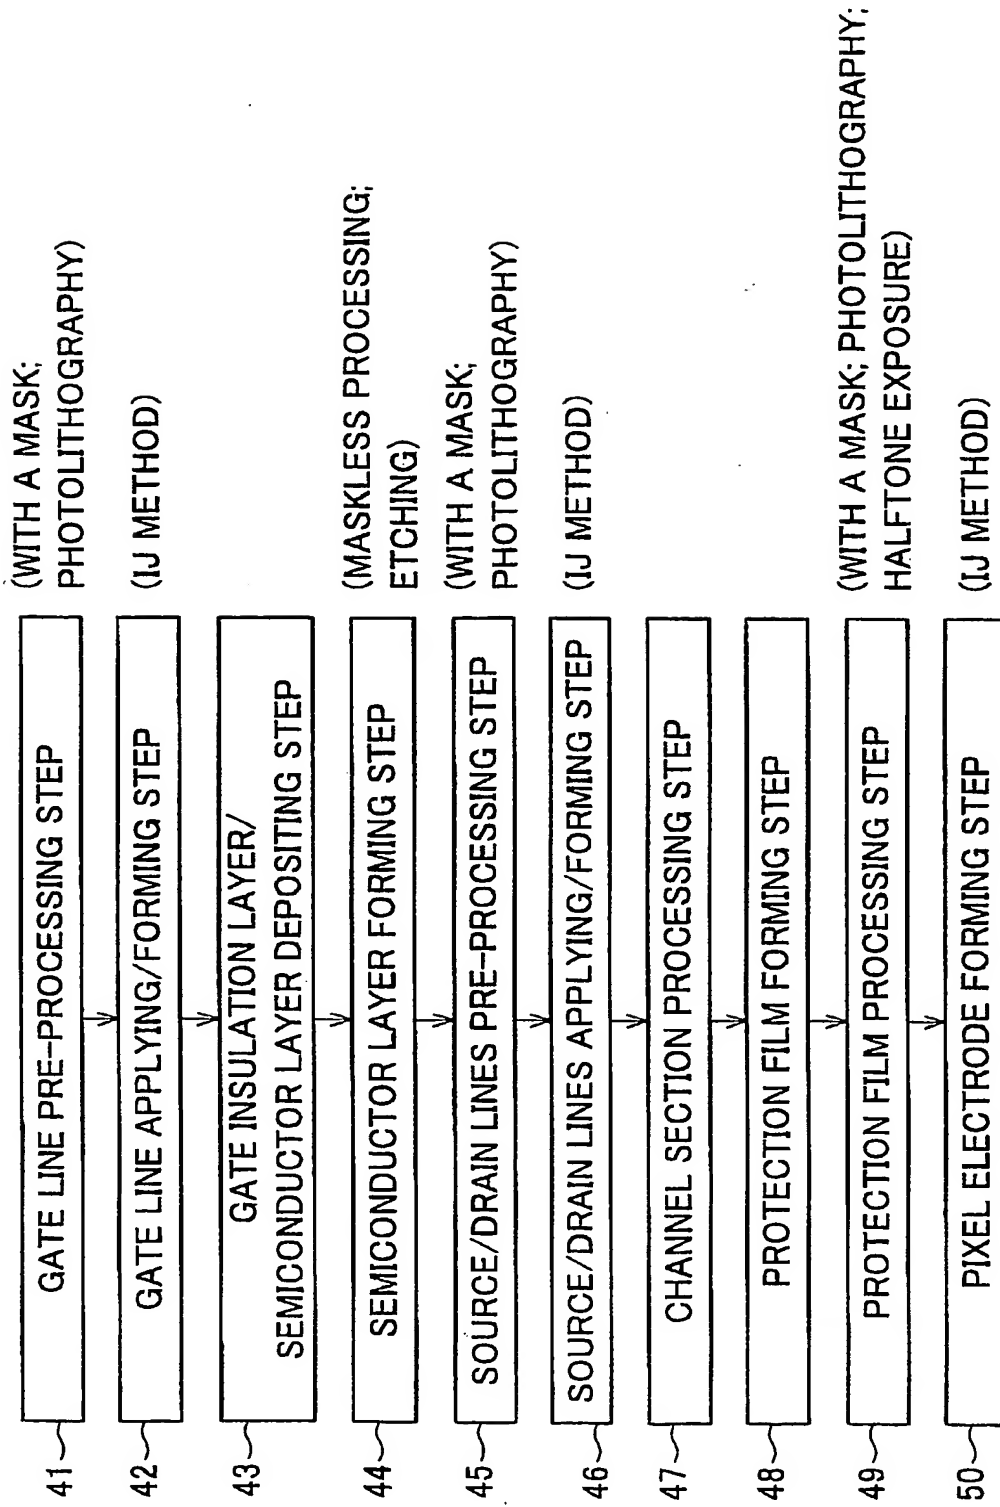 41 GATE LINE PRE-PROCESSING STEP (WITH A MASK;
PHOTOLITHOGRAPHY)
42 GATE LINE APPLYING/FORMING STEP (IJ METHOD)
43 GATE INSULATION LAYER/
SEMICONDUCTOR LAYER DEPOSITING STEP
44 SEMICONDUCTOR LAYER FORMING STEP (MASKLESS PROCESSING;
ETCHING)
45 SOURCE/DRAIN LINES PRE-PROCESSING STEP (WITH A MASK;
PHOTOLITHOGRAPHY)
46 SOURCE/DRAIN LINES APPLYING/FORMING STEP (IJ METHOD)
47 CHANNEL SECTION PROCESSING STEP
48 PROTECTION FILM FORMING STEP
49 PROTECTION FILM PROCESSING STEP (WITH A MASK; PHOTOLITHOGRAPHY;
HALFTONE EXPOSURE)
50 PIXEL ELECTRODE FORMING STEP (IJ METHOD)